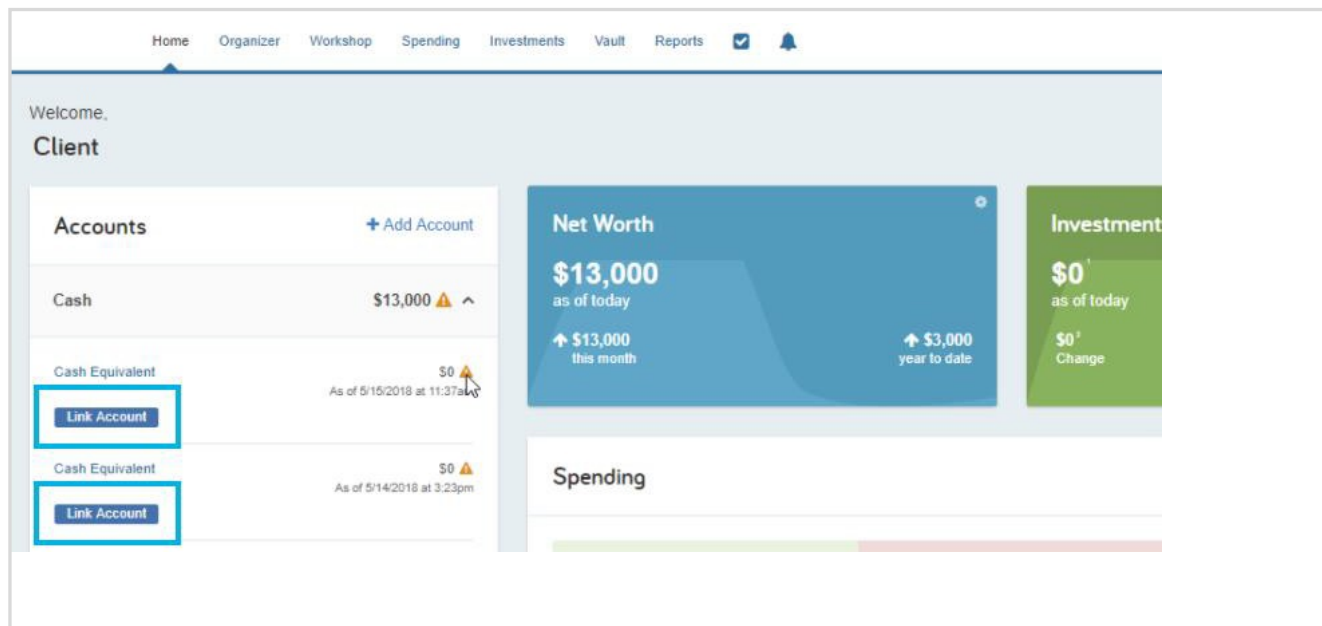 Home Organizer Workshop Spending Investments Vault Reports
Welcome,
Client
Accounts
+ Add Account
Cash
$13,000
Cash Equivalent
$0
As of 5/15/2018 at 11:37a
Link Account
Cash Equivalent
$0
As of 5/14/2018 at 3:23pm
Link Account
Net Worth
$13,000
as of today
$13,000
this month
$3,000
year to date
Spending
Investment
$0¹
as of today
$0²
Change